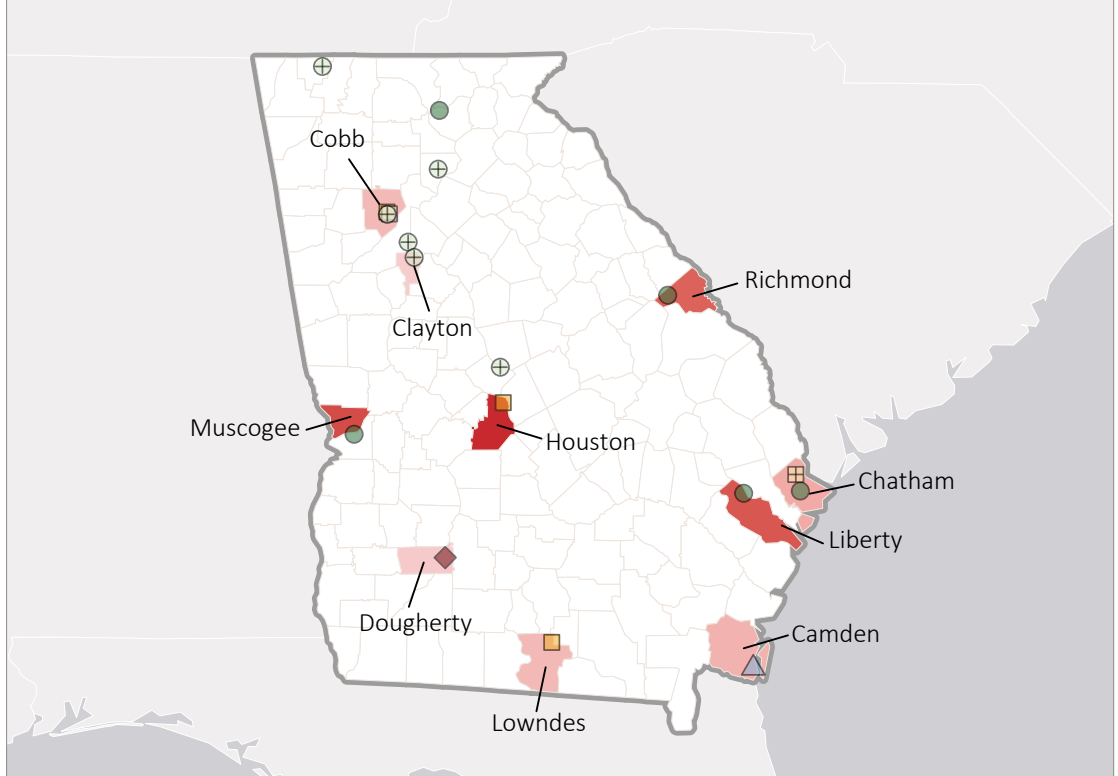 Cobb
Richmond
Clayton
Muscogee
Houston
Chatham
Liberty
Dougherty
Camden
Lowndes